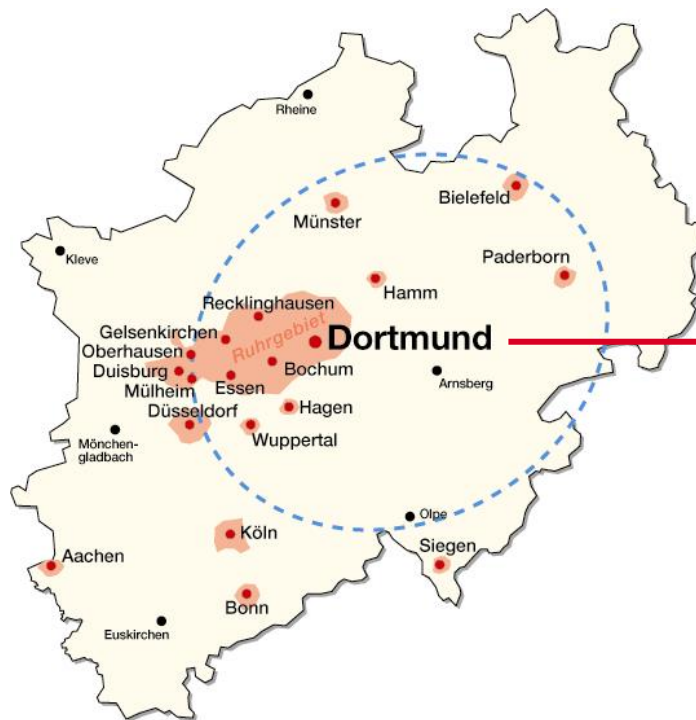 Rheine
Bielefeld
Münster
Kleve
Paderborn
Hamm
Recklinghausen
Ruhrgebiet
Gelsenkirchen
Dortmund
Oberhausen
Duisburg
Bochum
Mülheim
Essen
Arnsberg
Düsseldorf
Hagen
Wuppertal
Mönchen-
gladbach
Olpe
Köln
Siegen
Aachen
Bonn
Euskirchen